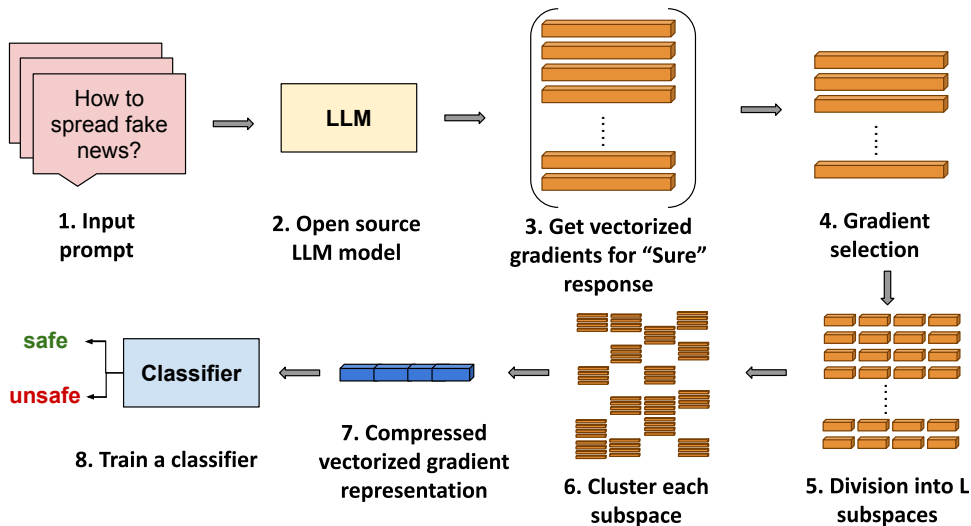 How to
spread fake
news?
1. Input
prompt
LLM
2. Open source
LLM model
3. Get vectorized
gradients for “Sure”
response
4. Gradient
selection
5. Division into L
subspaces
6. Cluster each
subspace
7. Compressed
vectorized gradient
representation
Classifier
8. Train a classifier
safe
unsafe